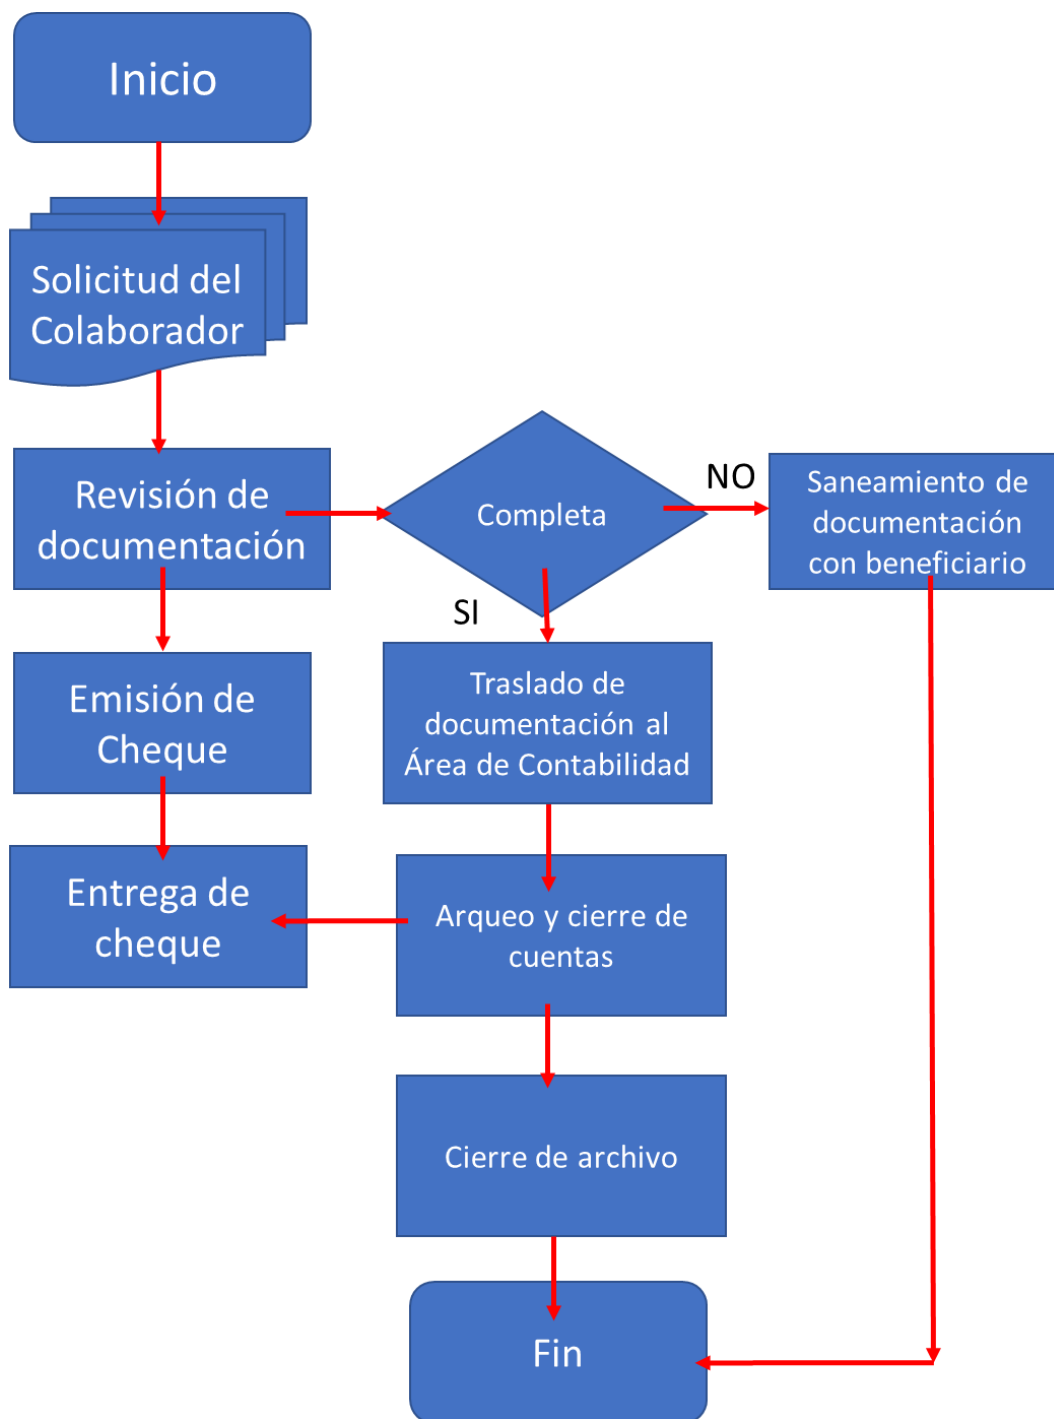 Inicio
Solicitud del
Colaborador
Revisión de
documentación
Completa
NO
Saneamiento de
documentación
con beneficiario
SI
Emisión de
Cheque
Traslado de
documentación al
Área de Contabilidad
Entrega de
cheque
Arqueo y cierre de
cuentas
Cierre de archivo
Fin